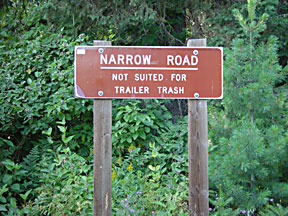 NARROW ROAD
NOT SUITED FOR
TRAILER TRASH